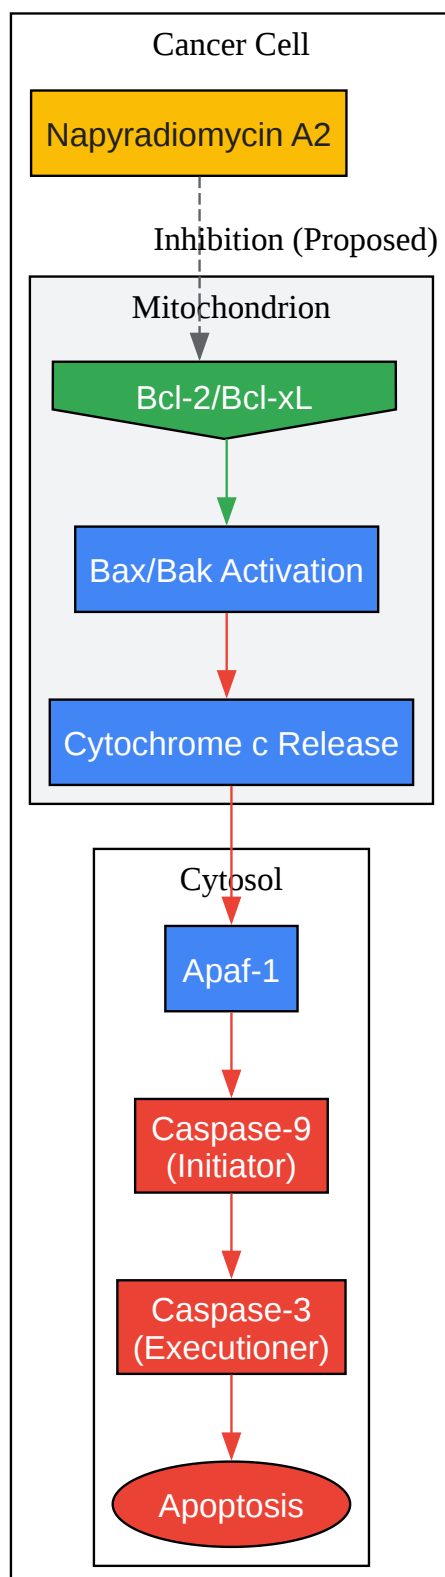 Cancer Cell
Napyradiomycin A2
Inhibition (Proposed)
Mitochondrion
Bcl-2/Bcl-xL
Bax/Bak Activation
Cytochrome c Release
Cytosol
Apaf-1
Caspase-9
(Initiator)
Caspase-3
(Executioner)
Apoptosis